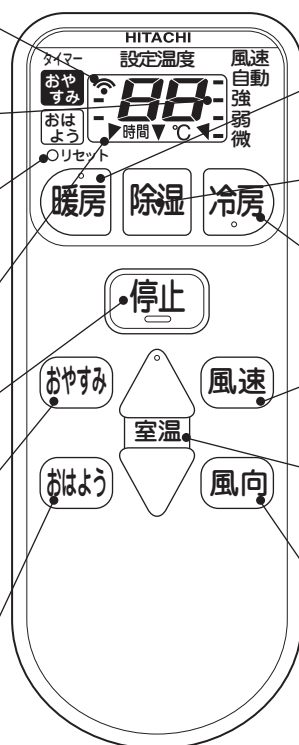 HITACHI
タイマー 設定温度 風速
おやすみ 88 自動
強
おはよう 弱
時間 ℃ 微
リセット
暖房 除湿 冷房
停止
おやすみ 風速
室温
おはよう 風向